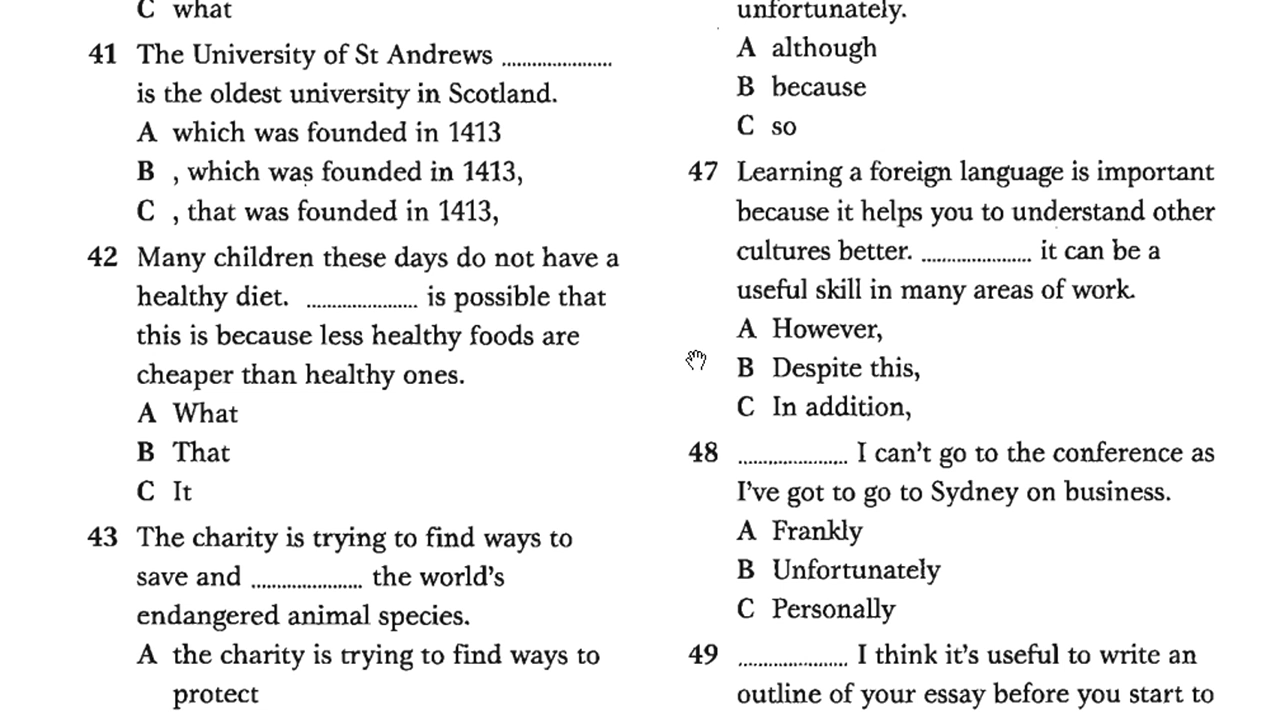 C what
41 The University of St Andrews ......................
is the oldest university in Scotland.
A which was founded in 1413
B , which was founded in 1413,
C , that was founded in 1413,
42 Many children these days do not have a
healthy diet. ...................... is possible that
this is because less healthy foods are
cheaper than healthy ones.
A What
B That
C It
43 The charity is trying to find ways to
save and ...................... the world's
endangered animal species.
A the charity is trying to find ways to
protect
unfortunately.
A although
B because
C so
47 Learning a foreign language is important
because it helps you to understand other
cultures better. ...................... it can be a
useful skill in many areas of work.
A However,
B Despite this,
C In addition,
48 ...................... I can't go to the conference as
I've got to go to Sydney on business.
A Frankly
B Unfortunately
C Personally
49 ...................... I think it's useful to write an
outline of your essay before you start to